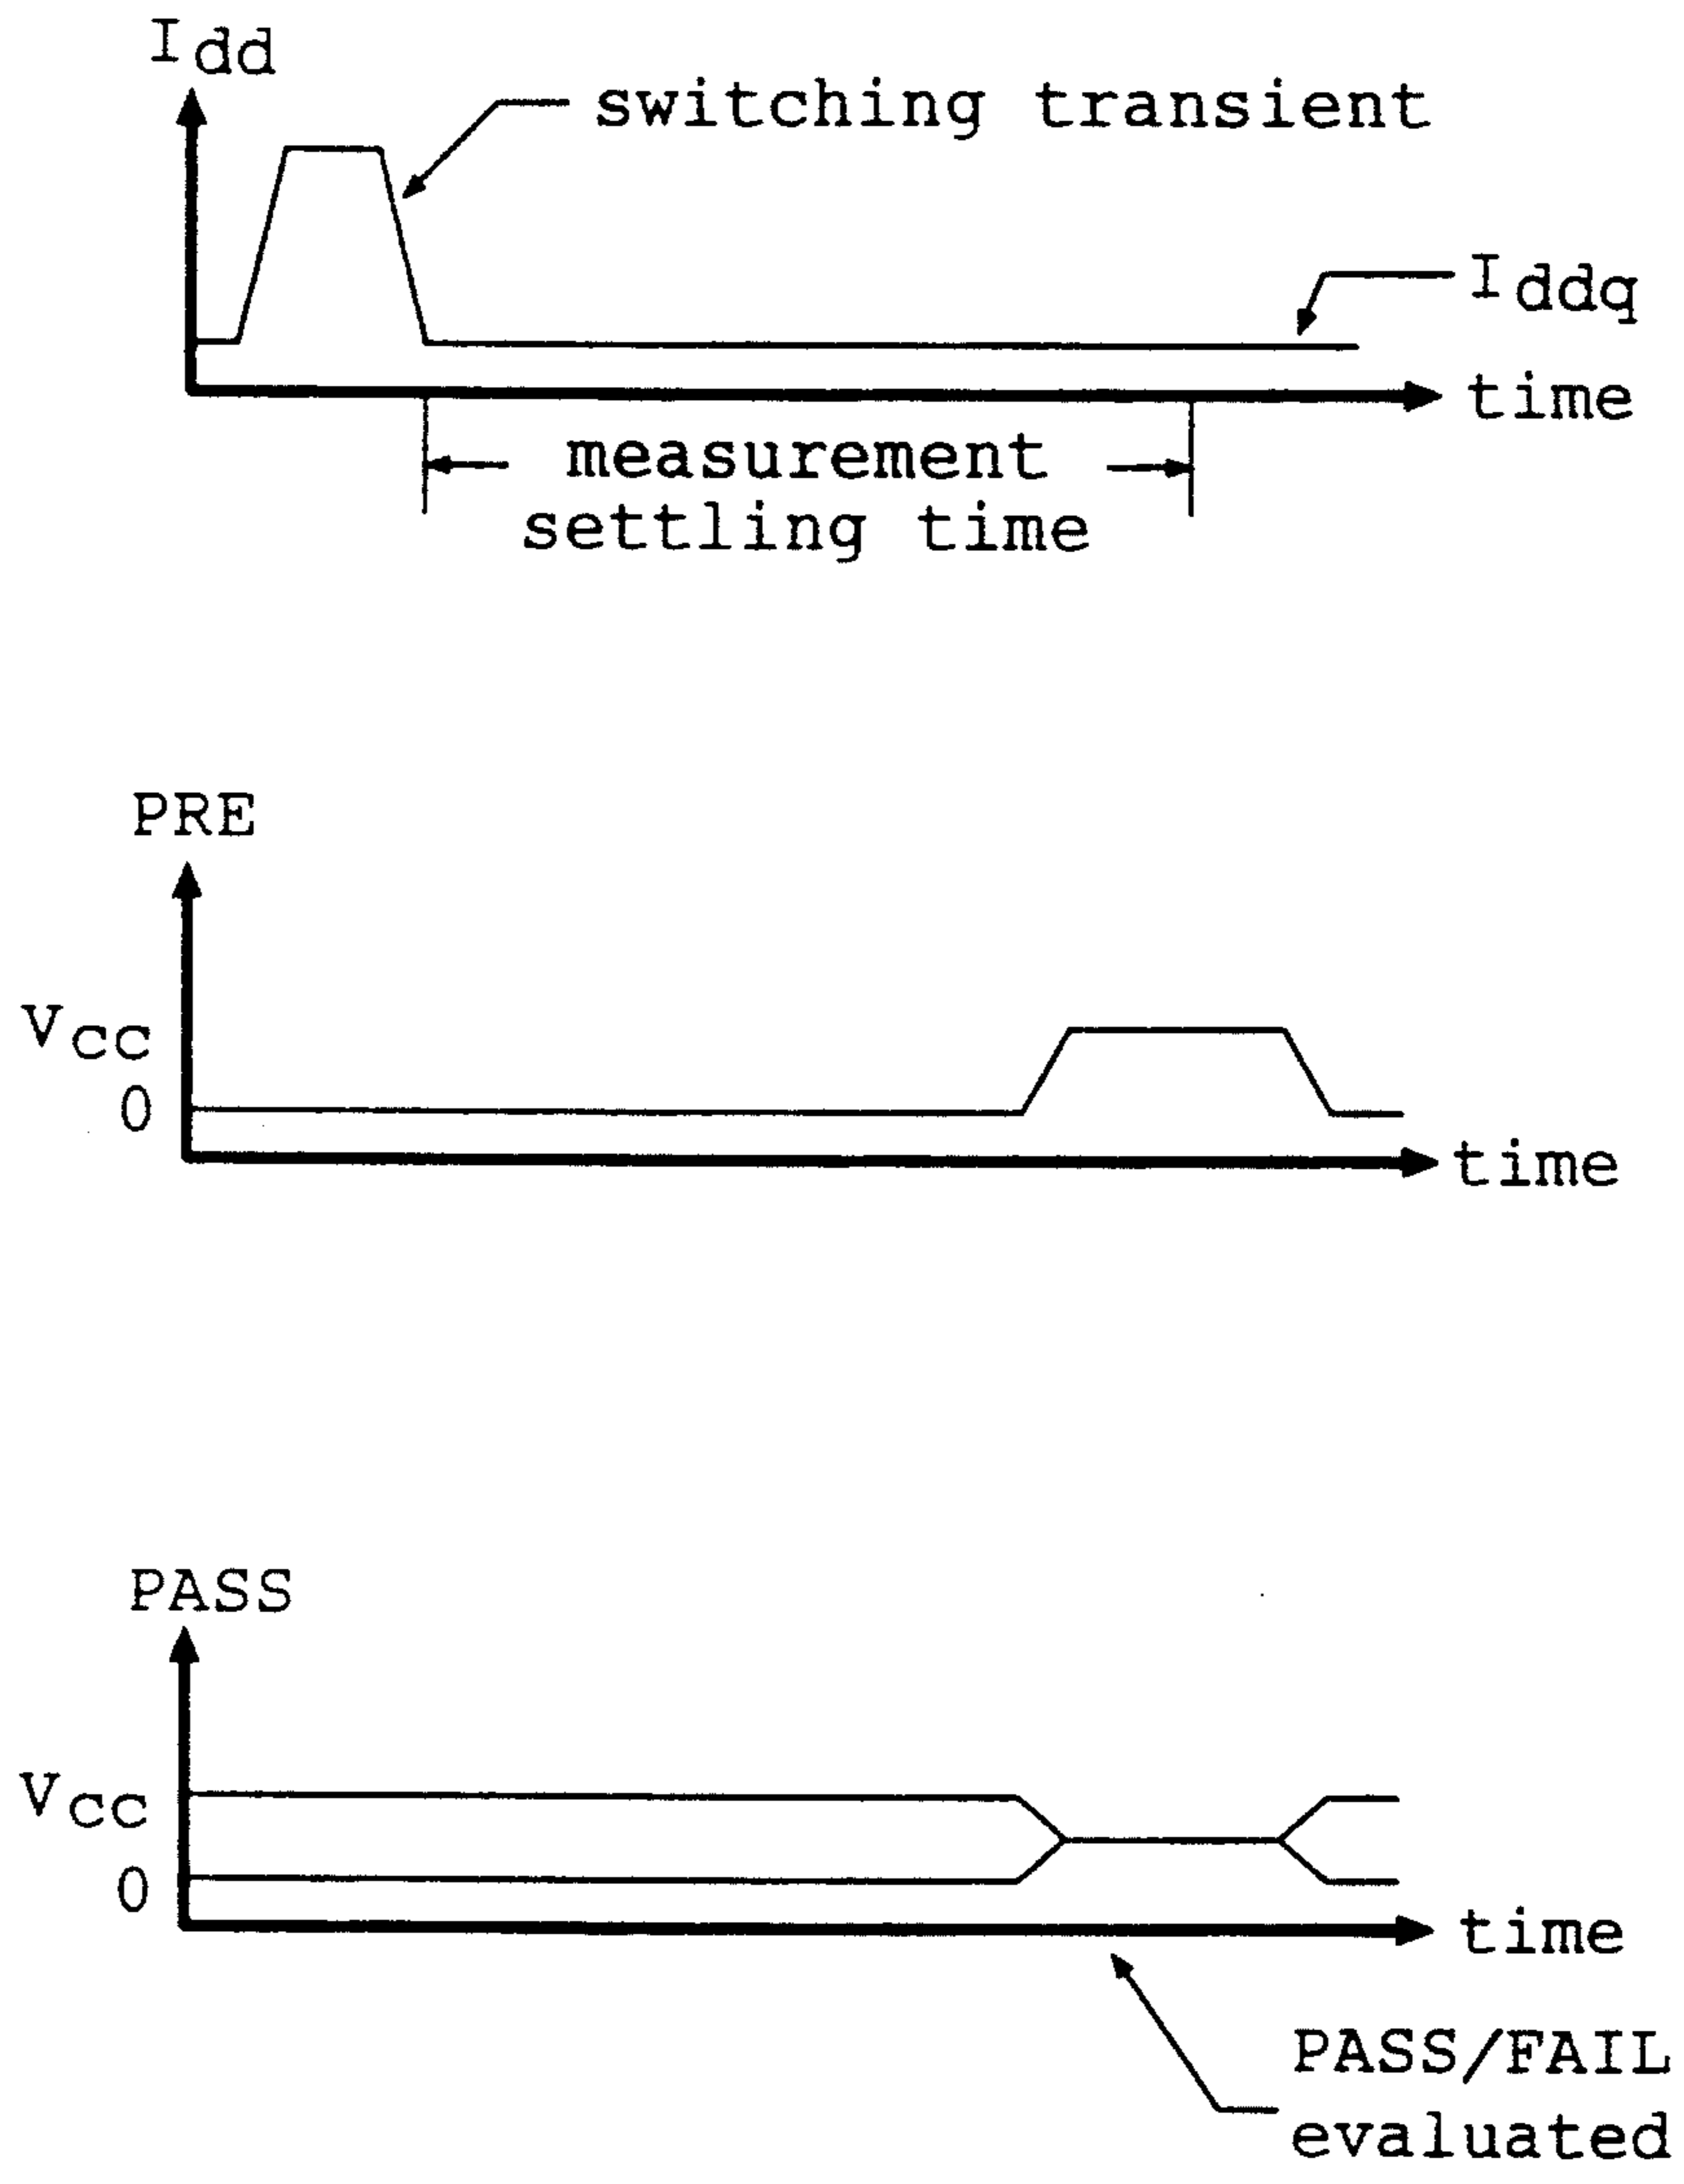 Idd
switching transient
Iddq
time
measurement
settling time
PRE
Vcc
0
time
PASS
Vcc
0
time
PASS/FAIL
evaluated